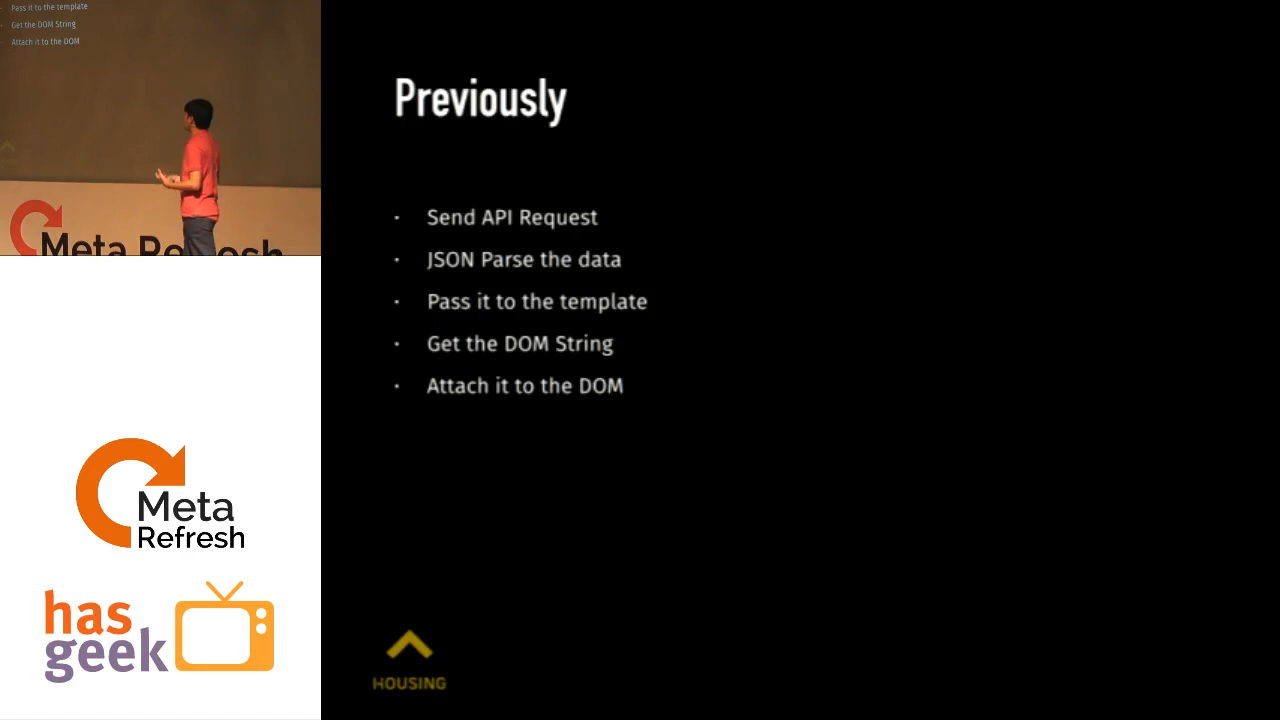 Pass it to the template
Get the DOM String
Attach it to the DOM
Meta Refresh
Previously
· Send API Request
· JSON Parse the data
· Pass it to the template
· Get the DOM String
· Attach it to the DOM
Meta
Refresh
has
geek
HOUSING